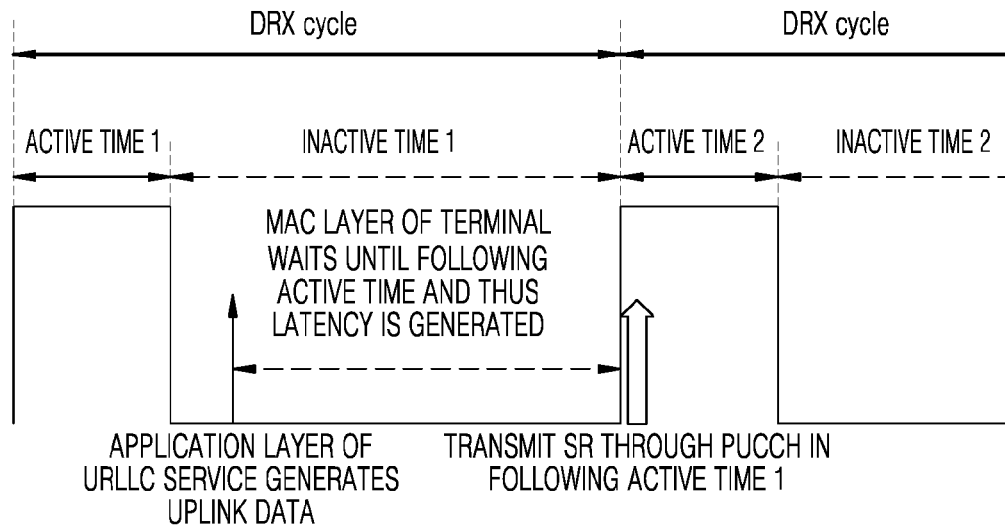 DRX cycle
DRX cycle
ACTIVE TIME 1
INACTIVE TIME 1
ACTIVE TIME 2
INACTIVE TIME 2
MAC LAYER OF TERMINAL
WAITS UNTIL FOLLOWING
ACTIVE TIME AND THUS
LATENCY IS GENERATED
APPLICATION LAYER OF
URLLC SERVICE GENERATES
UPLINK DATA
TRANSMIT SR THROUGH PUCCH IN
FOLLOWING ACTIVE TIME 1